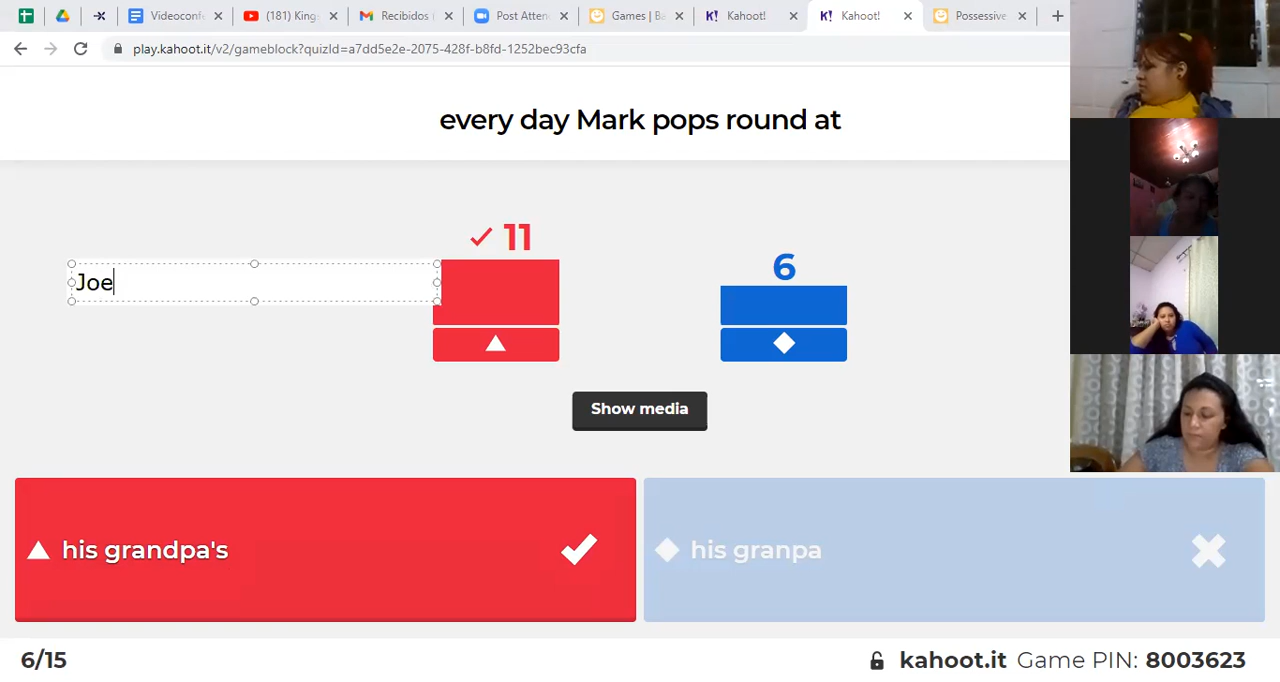 Videoconf
(181) King
Recibidos (
Post Atten
Games | Ba
Kahoot!
Kahoot!
Possessive
play.kahoot.it/v2/gameblock?quizId=a7dd5e2e-2075-428f-b8fd-1252bec93cfa
every day Mark pops round at
11
6
Joe
Show media
his grandpa's
his granpa
6/15
kahoot.it Game PIN: 8003623